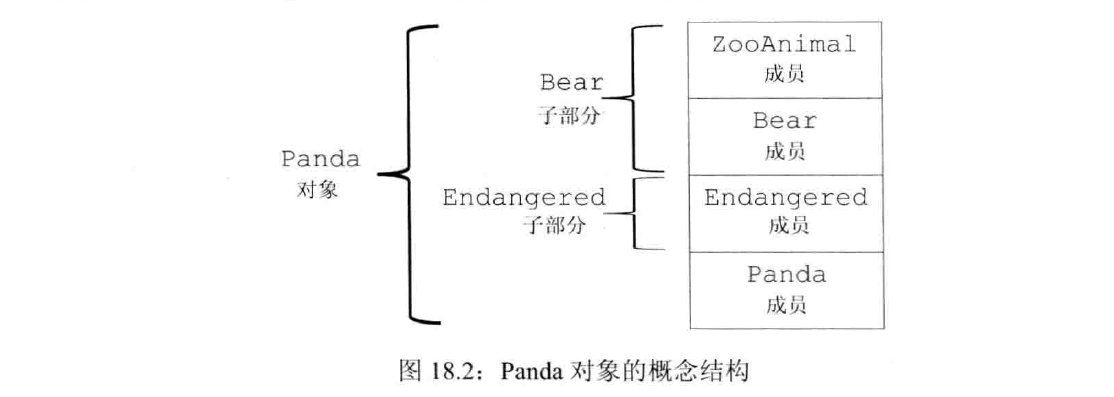 Panda
对象
Bear
子部分
Endangered
子部分
ZooAnimal
成员
Bear
成员
Endangered
成员
Panda
成员
图 18.2：Panda 对象的概念结构